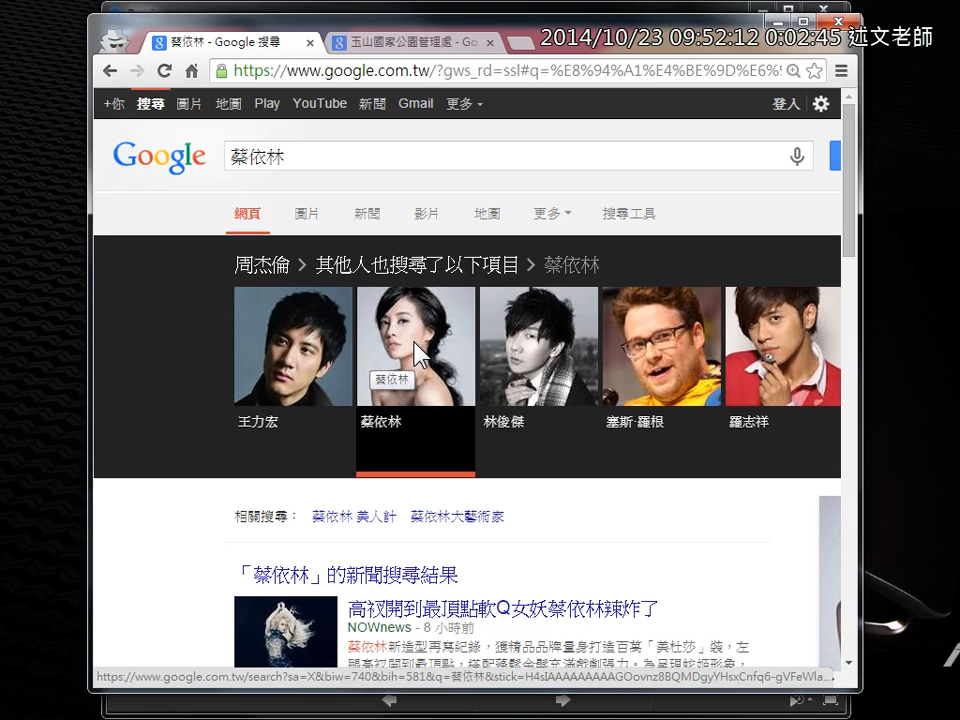 2014/10/23 09:52:12 0:02:45 述文老師
蔡依林 - Google 搜尋
玉山國家公園管理處 - Go
https://www.google.com.tw/?gws_rd=ssl#q=%E8%94%A1%E4%BE%9D%E6%9
+你 搜尋 圖片 地圖 Play YouTube 新聞 Gmail 更多
登入
Google
蔡依林
網頁 圖片 新聞 影片 地圖 更多 搜尋工具
周杰倫 > 其他人也搜尋了以下項目 > 蔡依林
蔡依林
王力宏 蔡依林 林俊傑 塞斯·羅根 羅志祥
相關搜尋： 蔡依林 美人計 蔡依林大藝術家
「蔡依林」的新聞搜尋結果
高衩開到最頂點軟Q女妖蔡依林辣炸了
NOWnews - 8 小時前
蔡依林新造型再寫紀錄，獲精品品牌量身打造百萬「美杜莎」裝，左
https://www.google.com.tw/search?sa=X&biw=740&bih=581&q=蔡依林&stick=H4sIAAAAAAAAAGOovnz8BQMDgyYHsxCnfq6-gVFeWla...